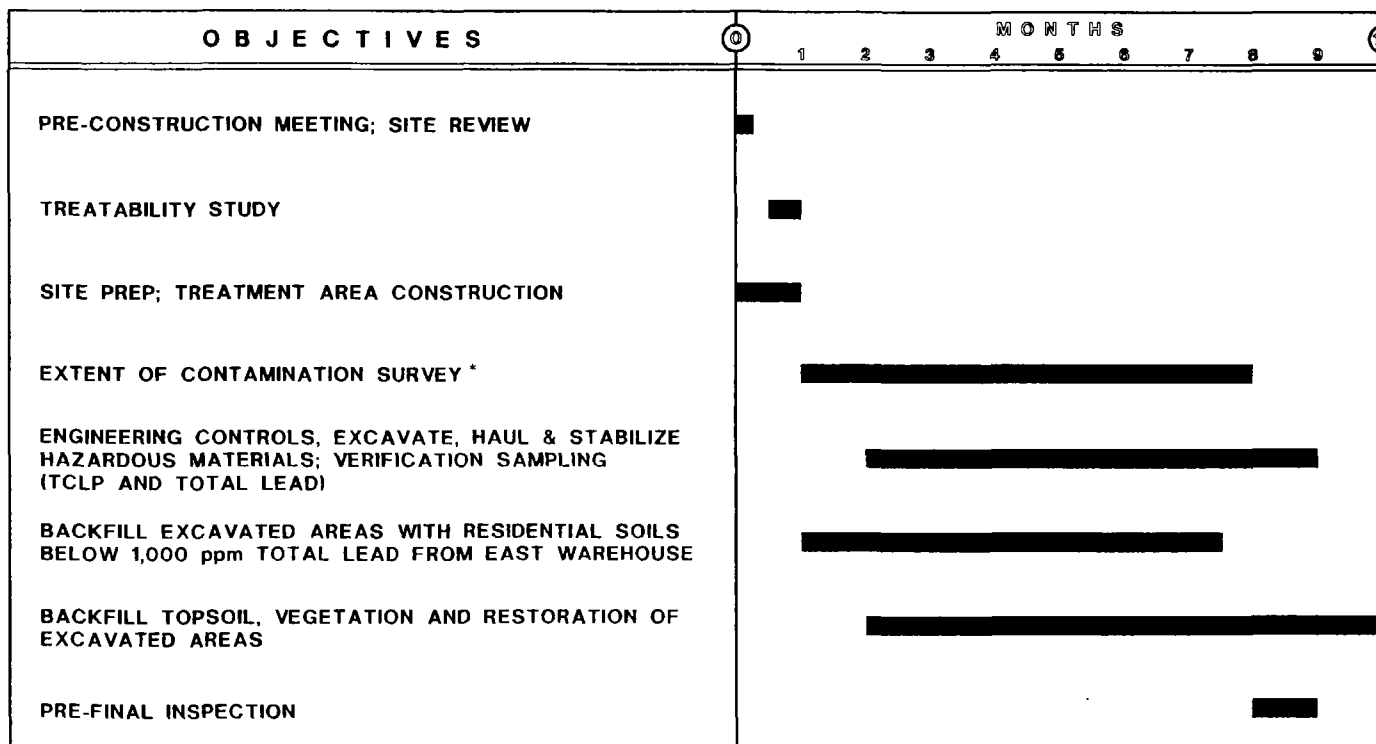 OBJECTIVES
0
MONTHS
1 2 3 4 5 6 7 8 9
PRE-CONSTRUCTION MEETING; SITE REVIEW
TREATABILITY STUDY
SITE PREP; TREATMENT AREA CONSTRUCTION
EXTENT OF CONTAMINATION SURVEY *
ENGINEERING CONTROLS, EXCAVATE, HAUL & STABILIZE
HAZARDOUS MATERIALS; VERIFICATION SAMPLING
(TCLP AND TOTAL LEAD)
BACKFILL EXCAVATED AREAS WITH RESIDENTIAL SOILS
BELOW 1,000 ppm TOTAL LEAD FROM EAST WAREHOUSE
BACKFILL TOPSOIL, VEGETATION AND RESTORATION OF
EXCAVATED AREAS
PRE-FINAL INSPECTION